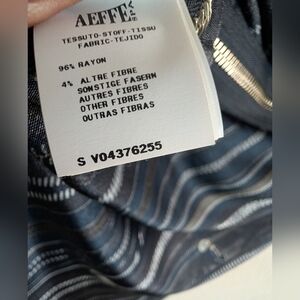 AEFFE
TESSUTO-STOFF-TISSU
FABRIC-TEJIDO
96% RAYON
4% ALTRE FIBRE
SONSTIGE FASERN
AUTRES FIBRES
OTHER FIBRES
OUTRAS FIBRAS
S V04376255